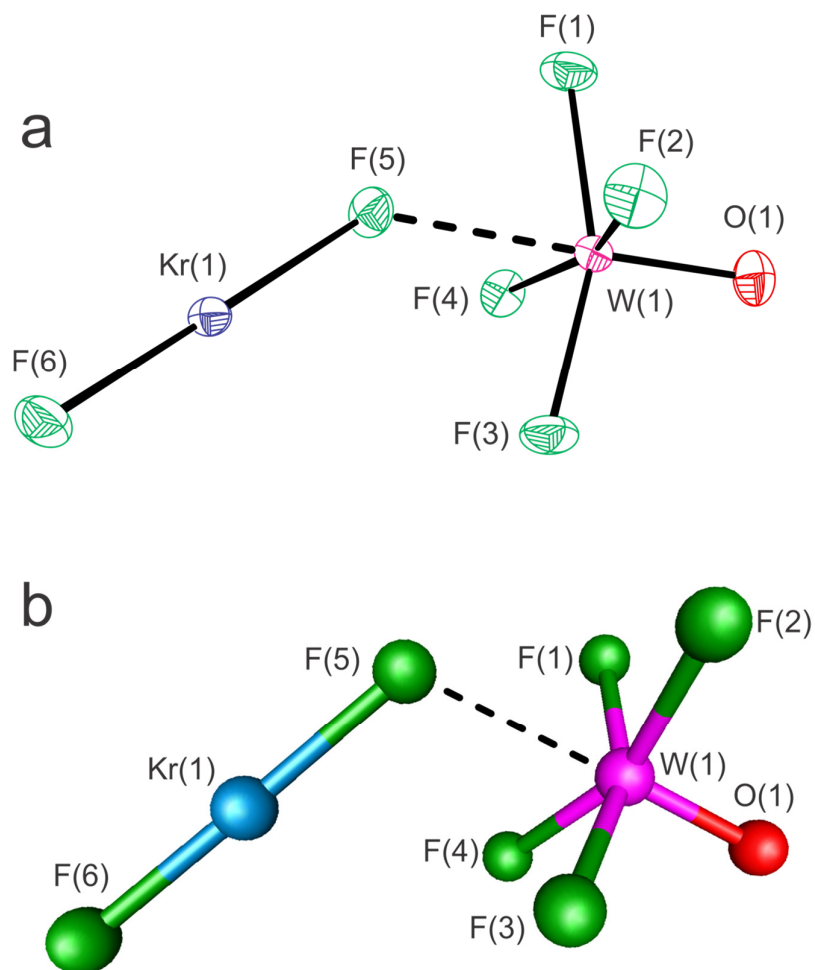 a
F(1)
F(2)
F(5)
O(1)
Kr(1)
F(4)
W(1)
F(6)
F(3)
b
F(2)
F(5)
F(1)
Kr(1)
W(1)
O(1)
F(4)
F(6)
F(3)